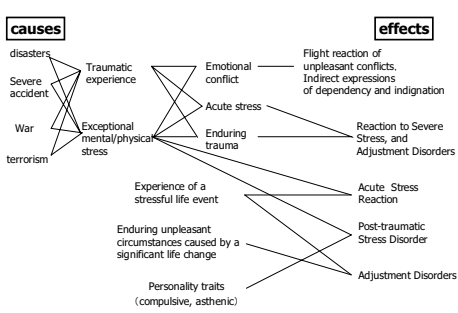 causes
effects
disasters
Severe
accident
War
terrorism
Traumatic
experience
Exceptional
mental/physical
stress
Emotional
conflict
Acute stress
Enduring
trauma
Experience of a
stressful life event
Enduring unpleasant
circumstances caused by a
significant life change
Personality traits
(compulsive, asthenic)
Flight reaction of
unpleasant conflicts.
Indirect expressions
of dependency and indignation
Reaction to Severe
Stress, and
Adjustment Disorders
Acute Stress
Reaction
Post-traumatic
Stress Disorder
Adjustment Disorders